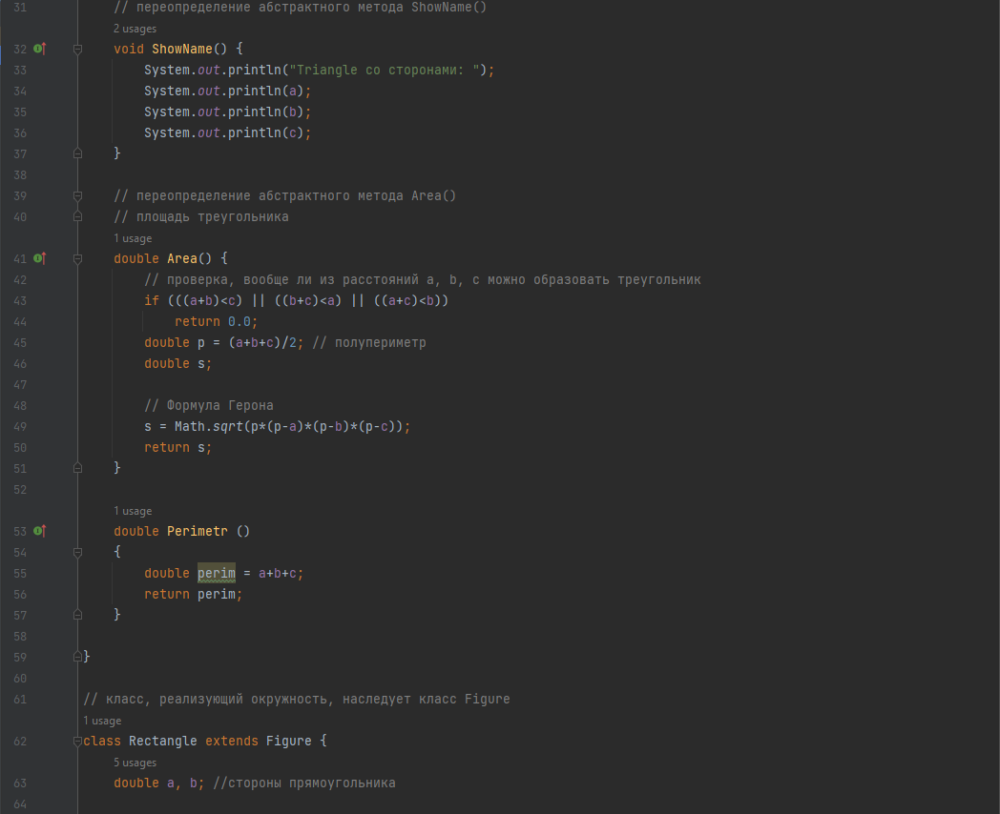 31 // переопределение абстрактного метода ShowName()
2 usages
32 void ShowName() {
33 System.out.println("Triangle со сторонами: ");
34 System.out.println(a);
35 System.out.println(b);
36 System.out.println(c);
37 }
38
39 // переопределение абстрактного метода Area()
40 // площадь треугольника
1 usage
41 double Area() {
42 // проверка, вообще ли из расстояний a, b, c можно образовать треугольник
43 if (((a+b)<c) || ((b+c)<a) || ((a+c)<b))
44 return 0.0;
45 double p = (a+b+c)/2; // полупериметр
46 double s;
47
48 // Формула Герона
49 s = Math.sqrt(p*(p-a)*(p-b)*(p-c));
50 return s;
51 }
52
1 usage
53 double Perimetr ()
54 {
55 double perim = a+b+c;
56 return perim;
57 }
58
59 }
60
61 // класс, реализующий окружность, наследует класс Figure
1 usage
62 class Rectangle extends Figure {
5 usages
63 double a, b; //стороны прямоугольника
64